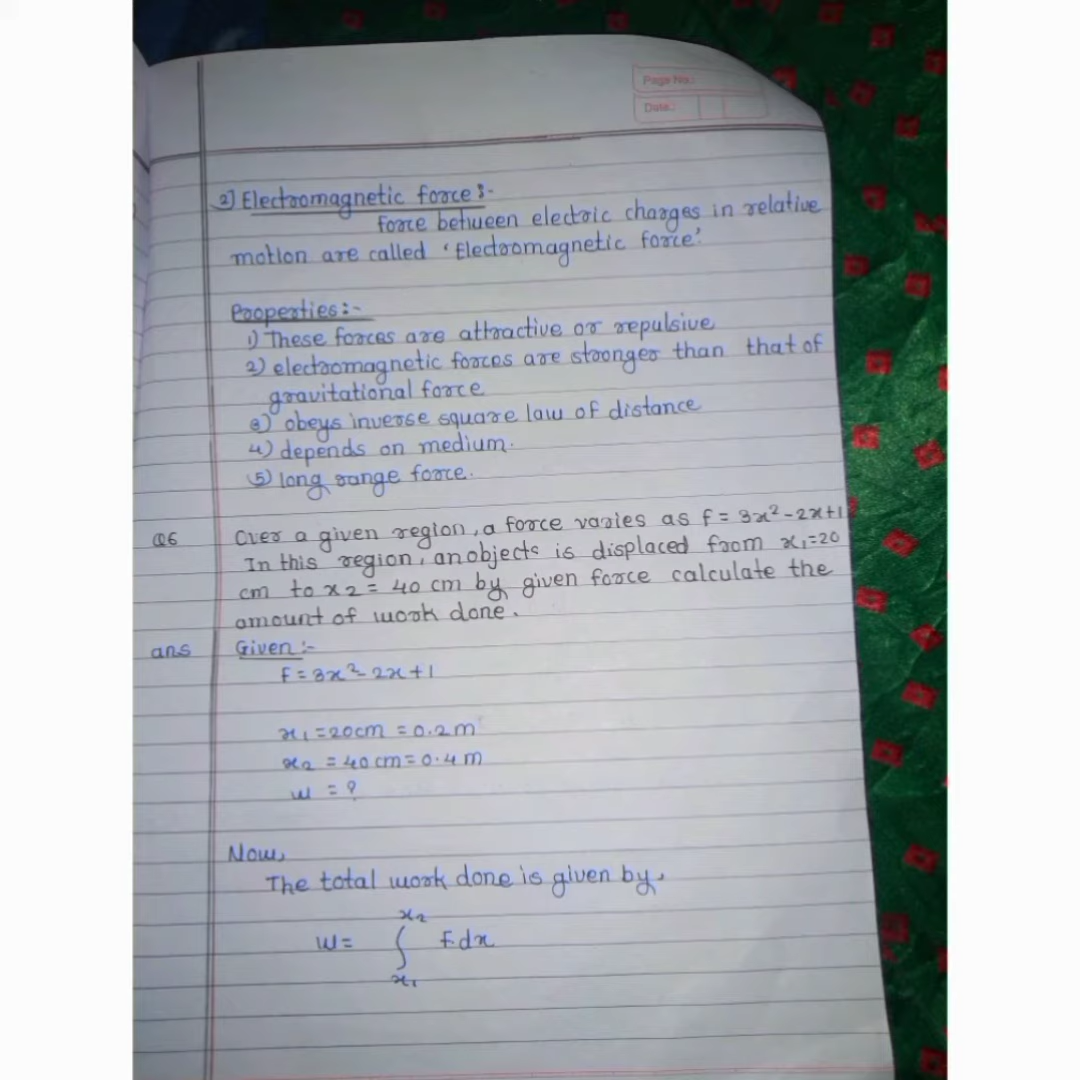 Page No.:
Date:
2) Electromagnetic force :-
force between electric charges in relative
motion are called 'Electromagnetic force'.
Properties :-
1) These forces are attractive or repulsive
2) electromagnetic forces are stronger than that of
gravitational force
3) obeys inverse square law of distance
4) depends on medium.
5) long range force.
Q6 Over a given region, a force varies as f = 3x² - 2x + 1
In this region, an objects is displaced from x₁ = 20
cm to x₂ = 40 cm by given force calculate the
amount of work done.
ans Given :-
F = 3x² - 2x + 1
x₁ = 20cm = 0.2 m
x₂ = 40 cm = 0.4 m
w = ?
Now,
The total work done is given by,
W = ∫ F.dx
x₂
x₁